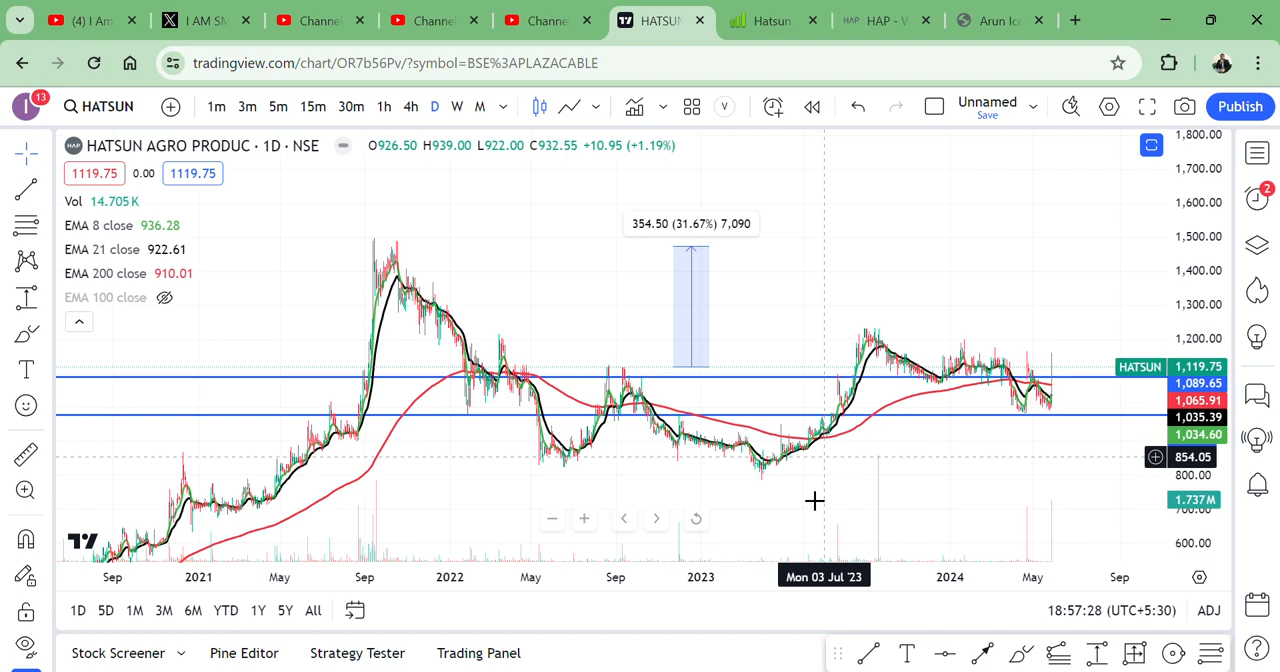 (4) I Am
I AM SM
Channel
Channel
Channe
HATSUN
Hatsun
HAP - V
Arun Ice
tradingview.com/chart/OR7b56Pv/?symbol=BSE%3APLAZACABLE
I 13 HATSUN 1m 3m 5m 15m 30m 1h 4h D W M V Unnamed Save Publish
HATSUN AGRO PRODUC · 1D · NSE O926.50 H939.00 L922.00 C932.55 +10.95 (+1.19%)
1119.75 0.00 1119.75
Vol 14.705K
EMA 8 close 936.28
EMA 21 close 922.61
EMA 200 close 910.01
EMA 100 close
354.50 (31.67%) 7,090
1,800.00
1,700.00
1,600.00
1,500.00
1,400.00
1,300.00
1,200.00
HATSUN 1,119.75
1,089.65
1,065.91
1,035.39
1,034.60
854.05
800.00
1.737M
600.00
2
Sep 2021 May Sep 2022 May Sep 2023 Mon 03 Jul '23 2024 May Sep
1D 5D 1M 3M 6M YTD 1Y 5Y All 18:57:28 (UTC+5:30) ADJ
Stock Screener Pine Editor Strategy Tester Trading Panel